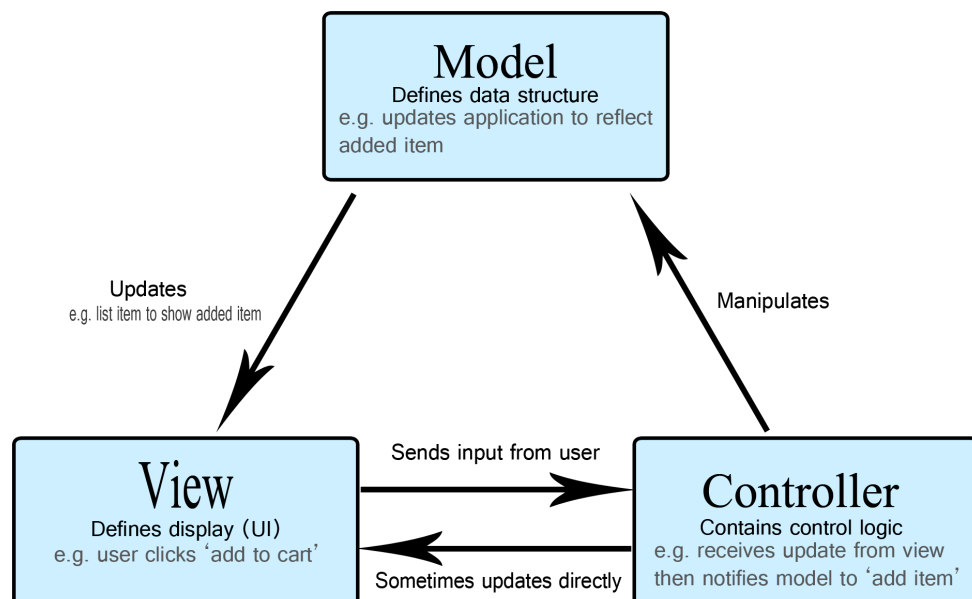 Model
Defines data structure
e.g. updates application to reflect
added item
Updates
e.g. list item to show added item
Manipulates
View
Defines display (UI)
e.g. user clicks ‘add to cart’
Sends input from user
Sometimes updates directly
Controller
Contains control logic
e.g. receives update from view
then notifies model to ‘add item’